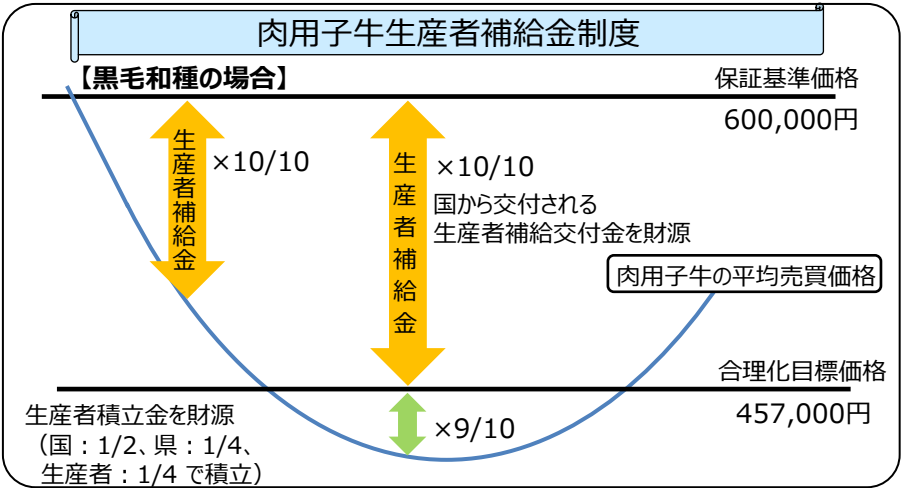 肉用子牛生産者補給金制度
【黒毛和種の場合】
保証基準価格
600,000円
生産者補給金
×10/10
生産者補給金
×10/10
国から交付される
生産者補給交付金を財源
肉用子牛の平均売買価格
合理化目標価格
457,000円
生産者積立金を財源
（国：1/2、県：1/4、
生産者：1/4 で積立）
×9/10